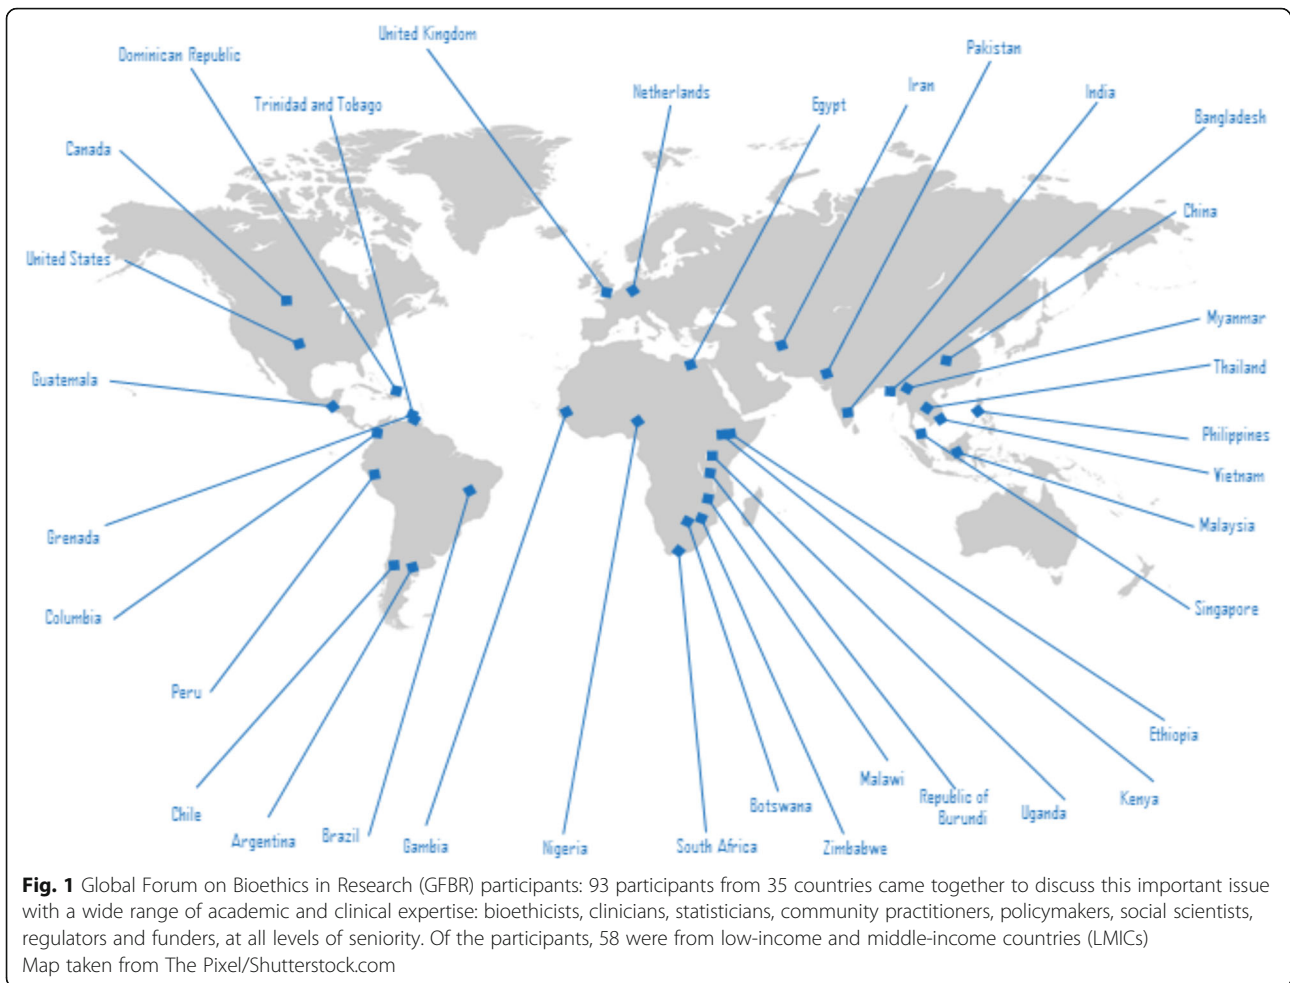 United Kingdom
Dominican Republic
Pakistan
Iran
Netherlands
India
Trinidad and Tobago
Egypt
Bangladesh
Canada
China
United States
Myanmar
Thailand
Guatemala
Philippines
Vietnam
Malaysia
Grenada
Singapore
Columbia
Peru
Ethiopia
Malawi
Republic of
Burundi
Kenya
Botswana
Uganda
Chile
Argentina
Brazil
Gambia
Nigeria
South Africa
Zimbabwe
Fig. 1 Global Forum on Bioethics in Research (GFBR) participants: 93 participants from 35 countries came together to discuss this important issue
with a wide range of academic and clinical expertise: bioethicists, clinicians, statisticians, community practitioners, policymakers, social scientists,
regulators and funders, at all levels of seniority. Of the participants, 58 were from low-income and middle-income countries (LMICs)
Map taken from The Pixel/Shutterstock.com